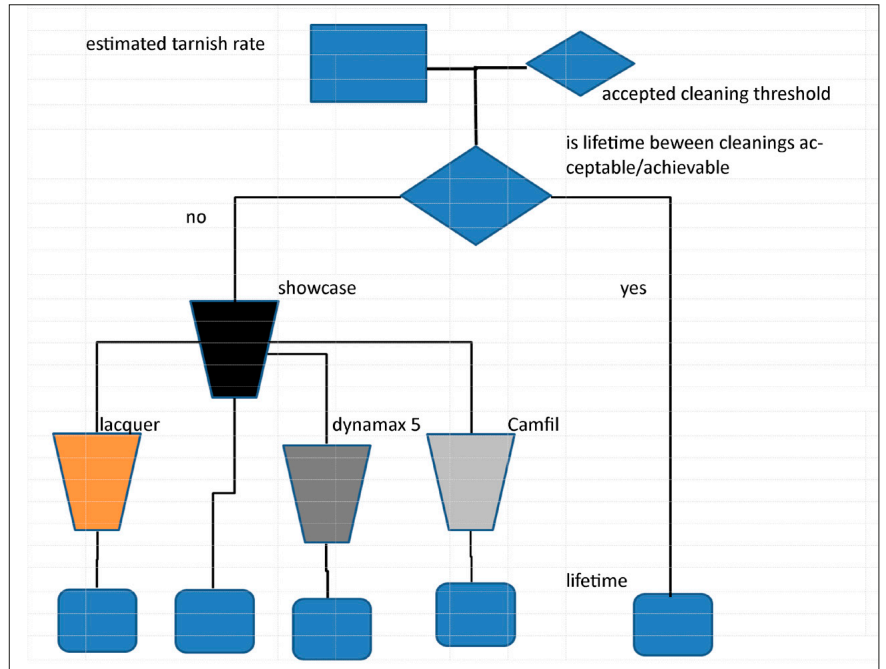 estimated tarnish rate
accepted cleaning threshold
is lifetime beween cleanings ac-
ceptable/achievable
no
showcase
yes
lacquer
dynamax 5
Camfil
lifetime